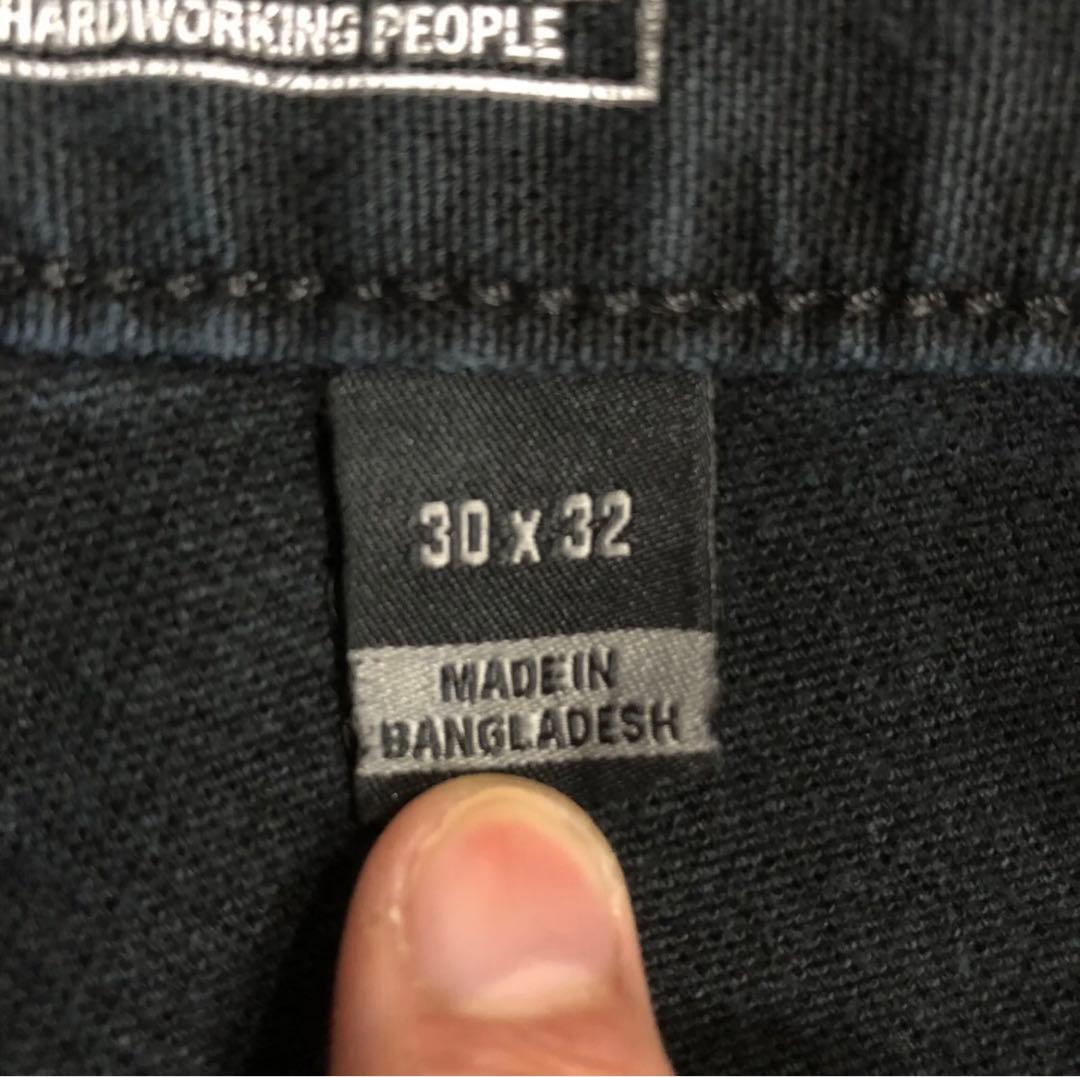 HARDWORKING PEOPLE
30 X 32
MADE IN
BANGLADESH